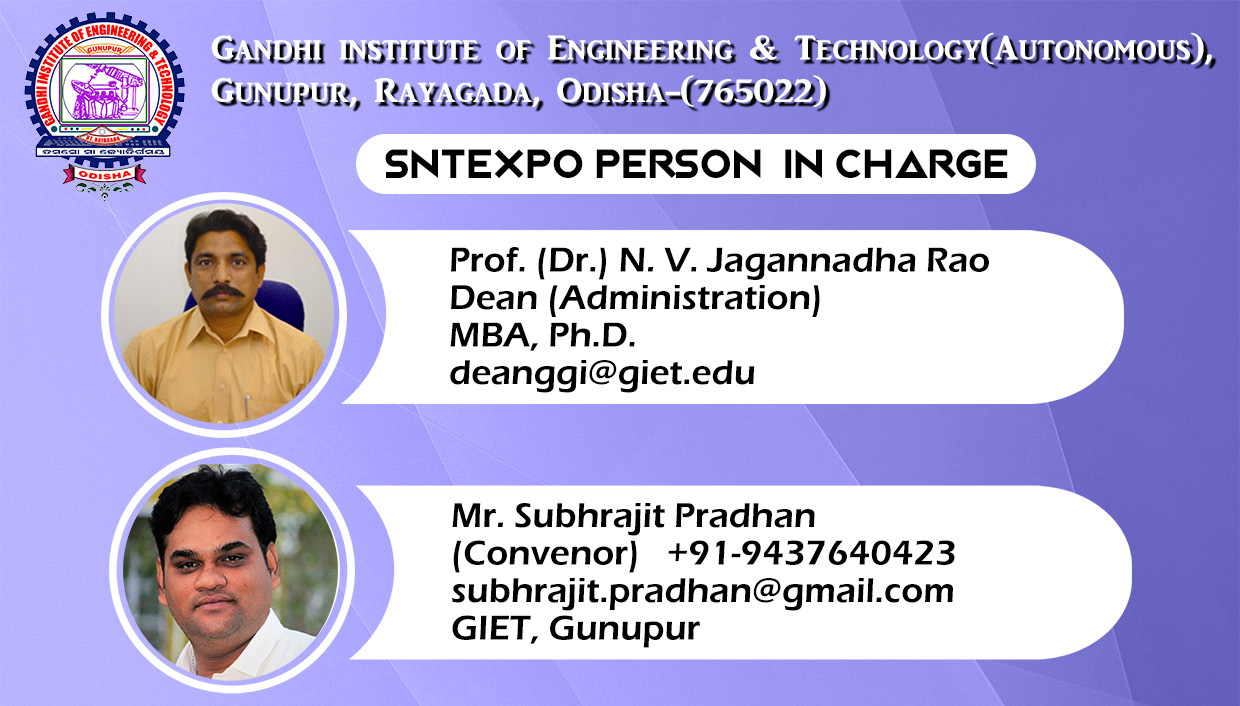 GANDHI INSTITUTE OF ENGINEERING & TECHNOLOGY
GUNUPUR
ତମସୋ ମା ଜ୍ୟୋତିର୍ଗମୟ
ODISHA
Gandhi institute of Engineering & Technology(Autonomous),
Gunupur, Rayagada, Odisha-(765022)
SNTEXPO PERSON IN CHARGE
Prof. (Dr.) N. V. Jagannadha Rao
Dean (Administration)
MBA, Ph.D.
deanggi@giet.edu
Mr. Subhrajit Pradhan
(Convenor) +91-9437640423
subhrajit.pradhan@gmail.com
GIET, Gunupur